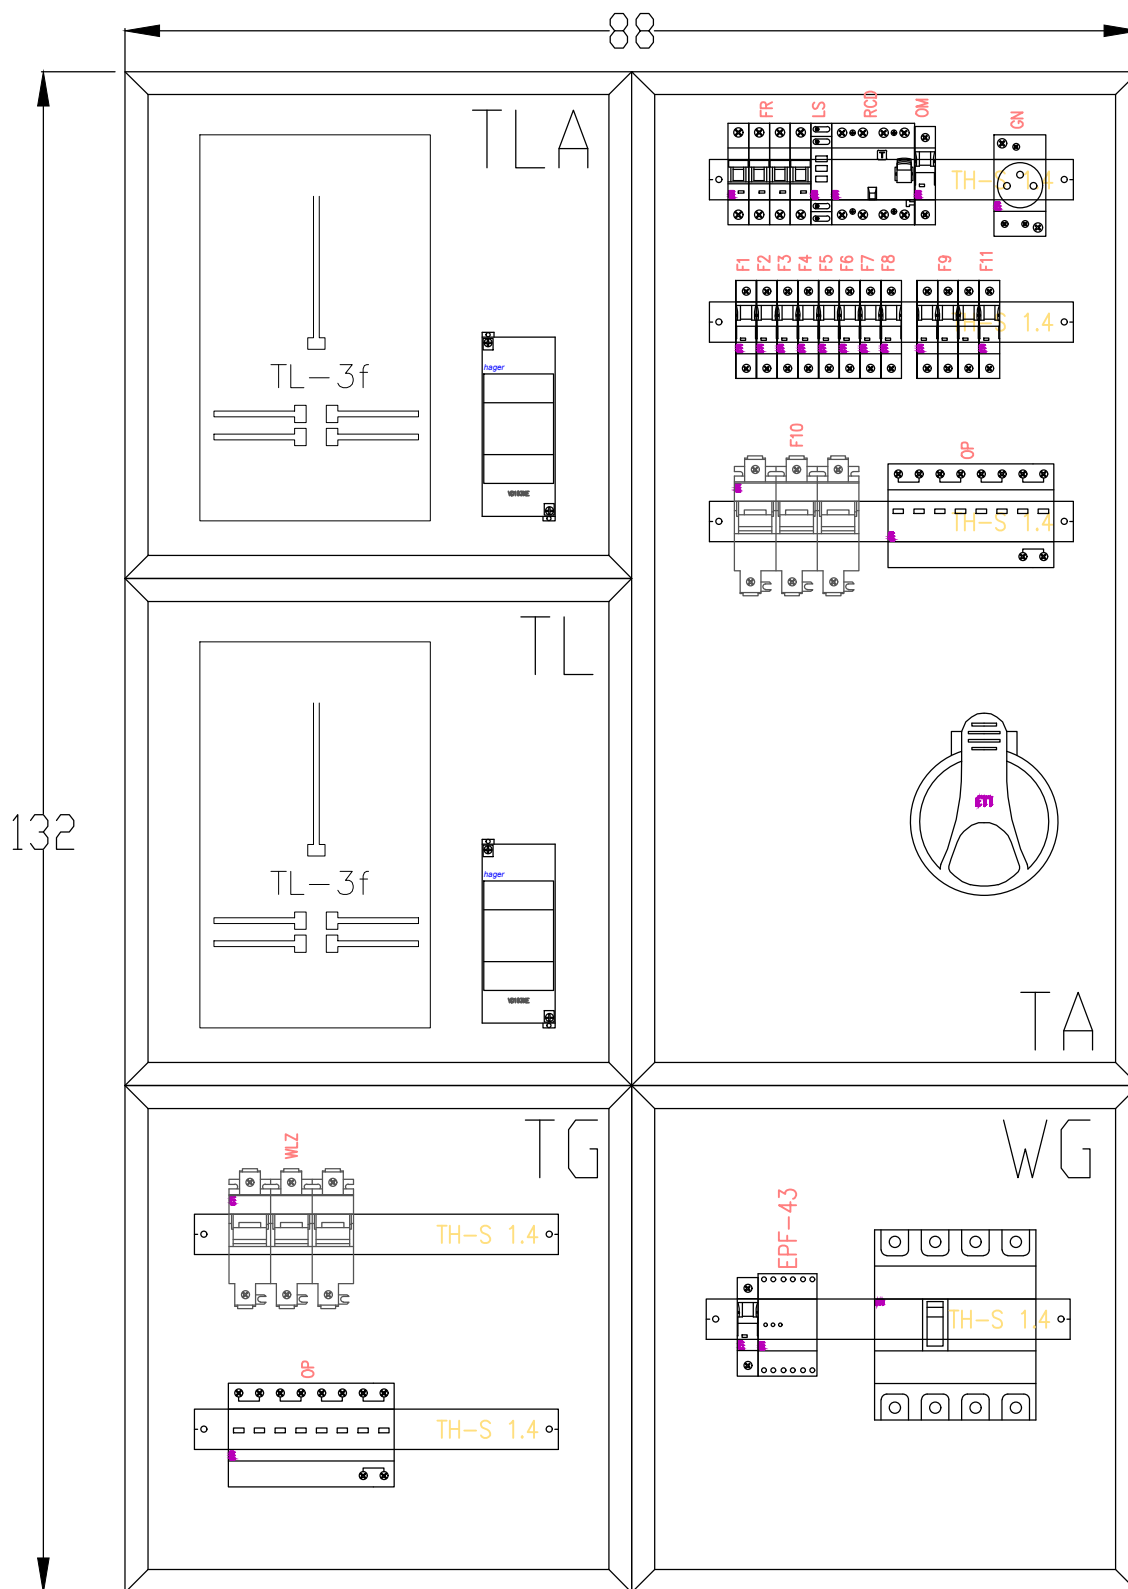 88
132
TLA
TL-3f
hager
FR LS RCD OM GN
TH-S 1.4
F1 F2 F3 F4 F5 F6 F7 F8 F9 F11
TH-S 1.4
F10 OP
TH-S 1.4
TA
TL
TL-3f
hager
TG
WLZ
TH-S 1.4
OP
TH-S 1.4
WG
EPF-43
TH-S 1.4